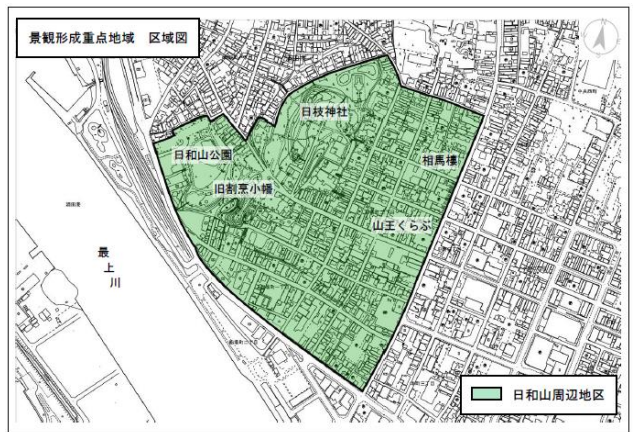 景観形成重点地域　区域図
日枝神社
日和山公園
相馬樓
旧割烹小幡
山王くらぶ
最上川
日和山周辺地区